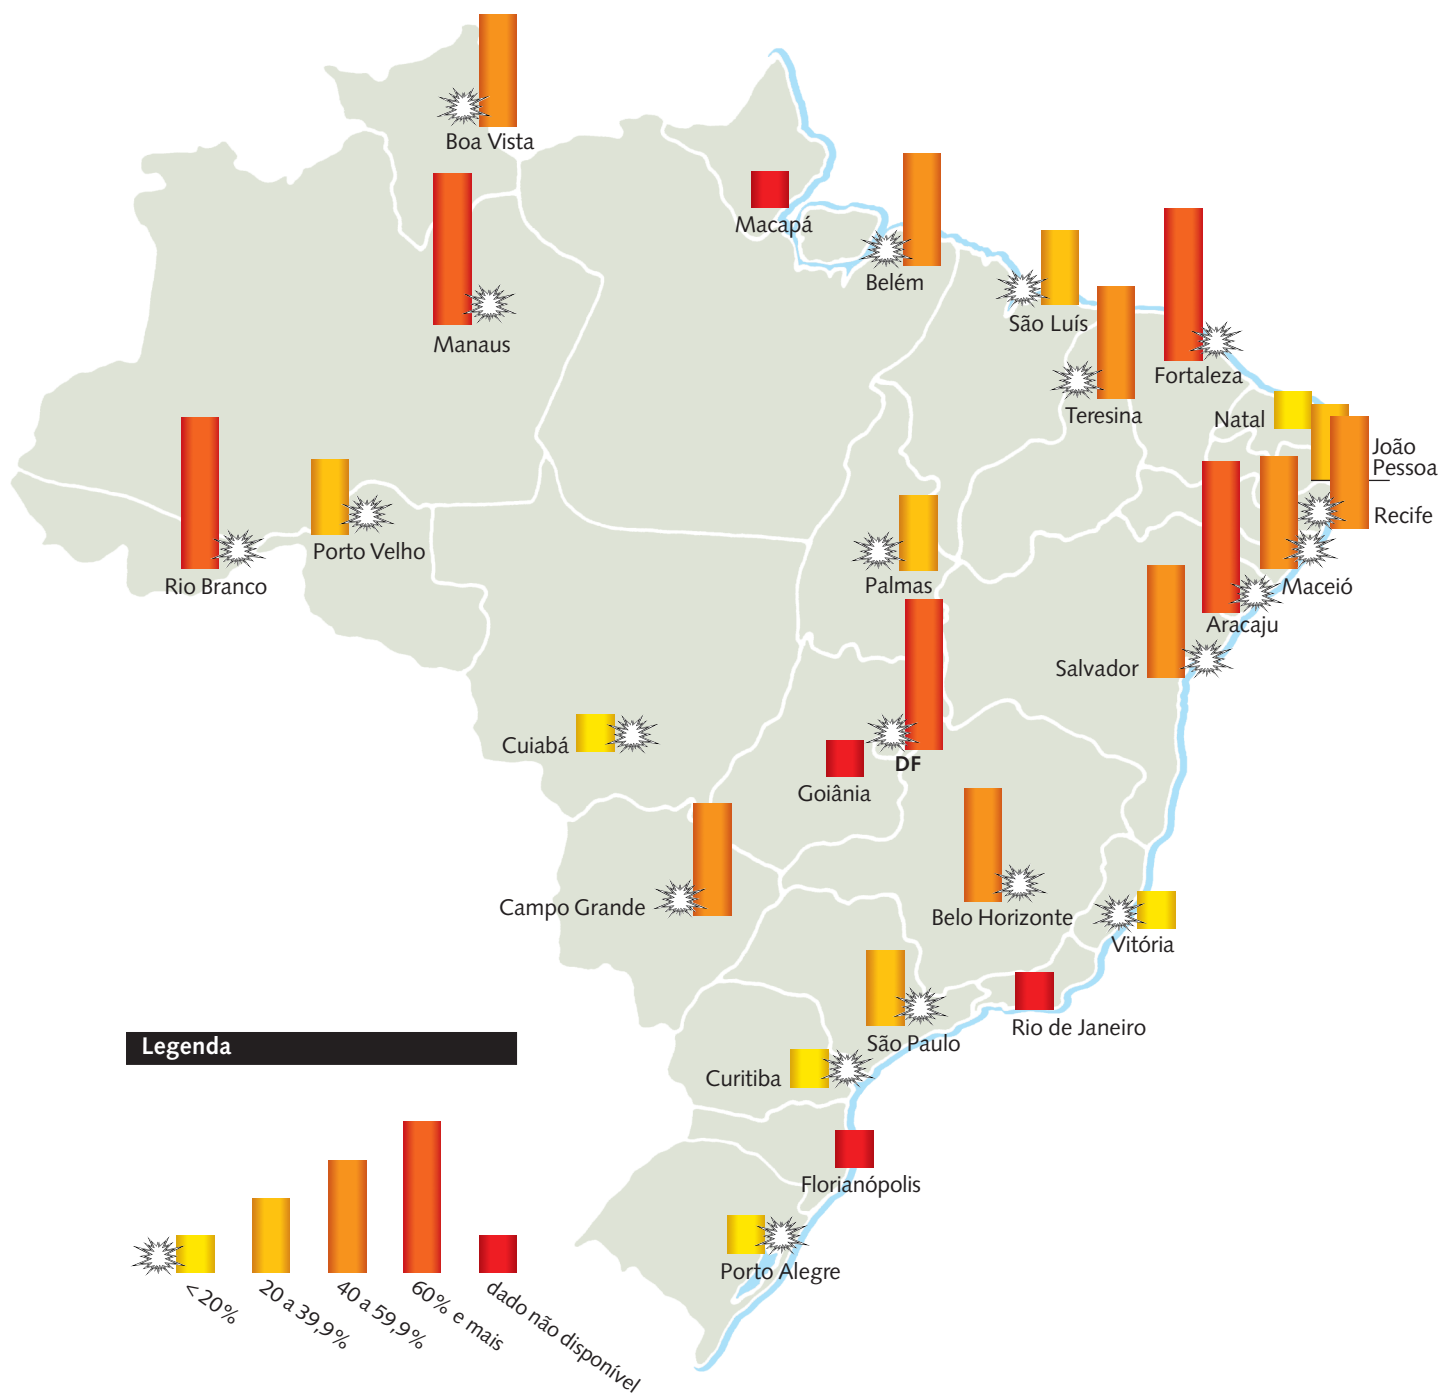 Boa Vista
Macapá
Belém
Manaus
São Luís
Fortaleza
Teresina
Natal
João
Pessoa
Recife
Porto Velho
Rio Branco
Palmas
Maceió
Aracaju
Salvador
Cuiabá
DF
Goiânia
Campo Grande
Belo Horizonte
Vitória
Rio de Janeiro
São Paulo
Curitiba
Florianópolis
Porto Alegre
Legenda
< 20%
20 a 39,9%
40 a 59,9%
60% e mais
dado não disponível